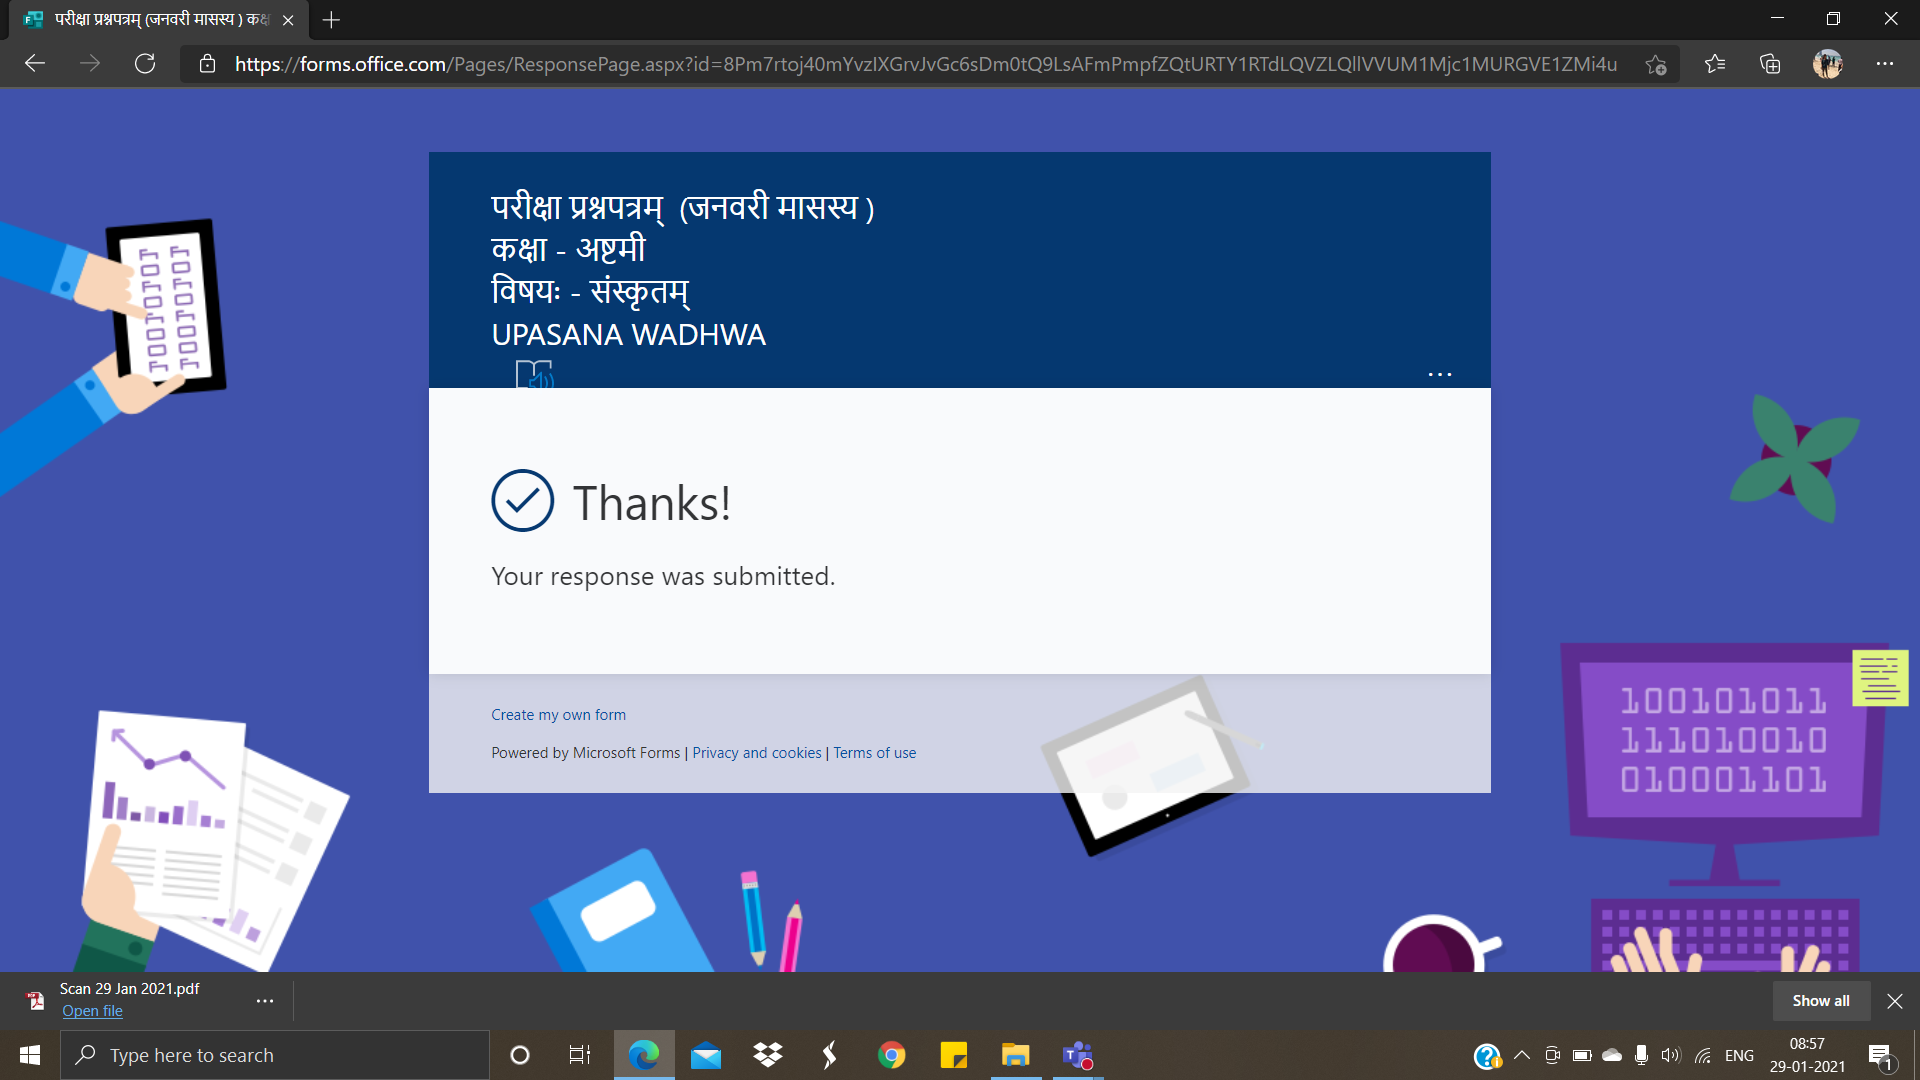 परीक्षा प्रश्नपत्रम् (जनवरी मासस्य ) कक्ष
https://forms.office.com/Pages/ResponsePage.aspx?id=8Pm7rtoj40mYvzIXGrvJvGc6sDm0tQ9LsAFmPmpfZQtURTY1RTdLQVZLQllVVUM1Mjc1MURGVE1ZMi4u
परीक्षा प्रश्नपत्रम् (जनवरी मासस्य )
कक्षा - अष्टमी
विषयः - संस्कृतम्
UPASANA WADHWA
Thanks!
Your response was submitted.
Create my own form
Powered by Microsoft Forms | Privacy and cookies | Terms of use
100101011
111010010
010001101
Scan 29 Jan 2021.pdf
Open file
Show all
Type here to search
ENG
08:57
29-01-2021
1